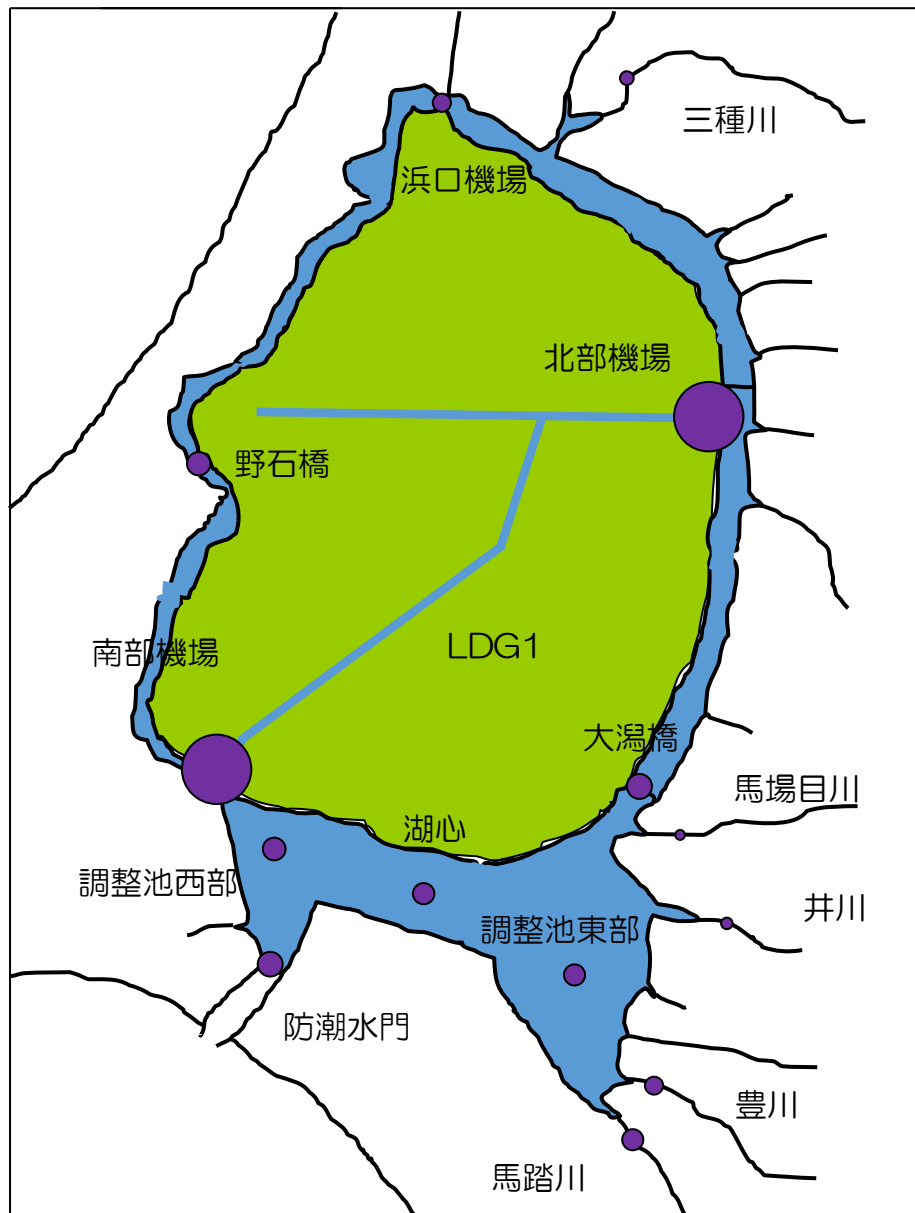 三種川
浜口機場
北部機場
野石橋
南部機場
LDG1
大潟橋
馬場目川
湖心
調整池西部
井川
調整池東部
防潮水門
豊川
馬踏川